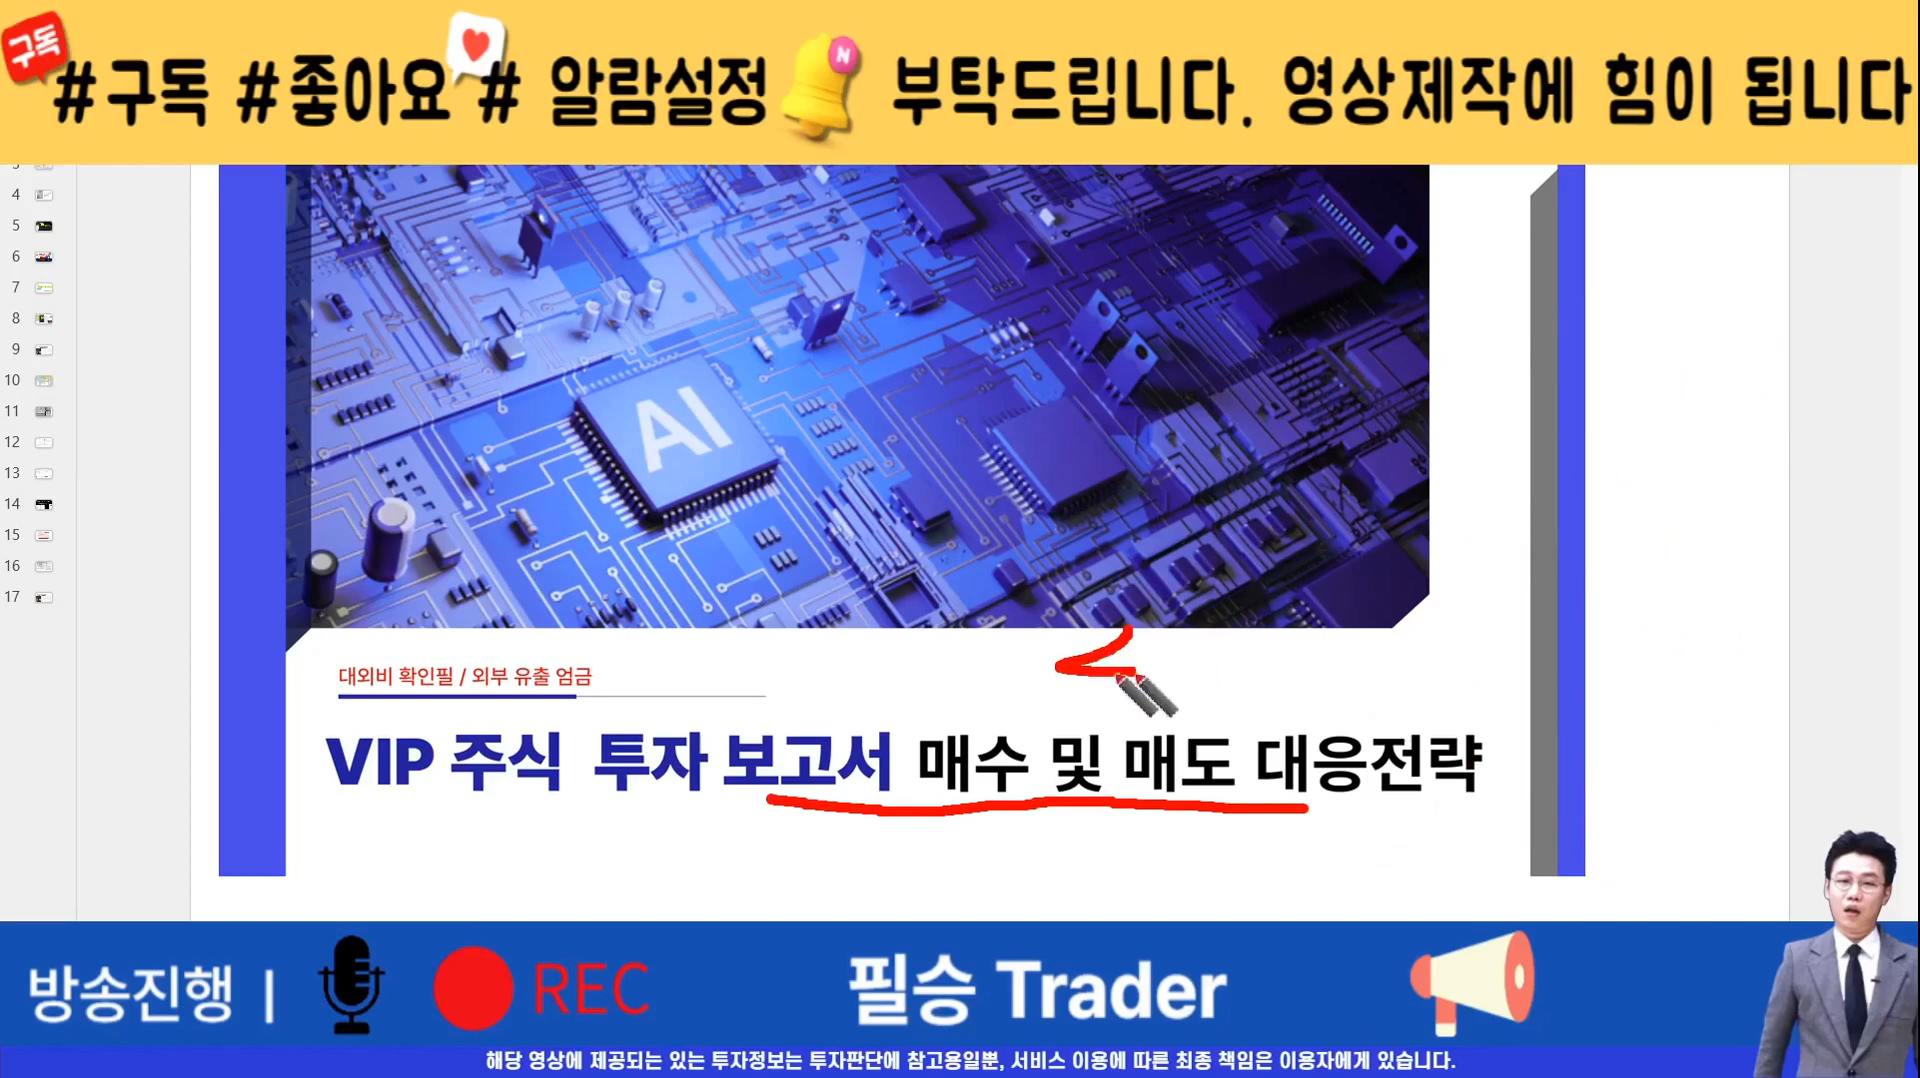 구독
#구독 #좋아요 # 알람설정 N 부탁드립니다. 영상제작에 힘이 됩니다
4
5
6
7
8
9
10
11
12
13
14
15
16
17
AI
대외비 확인필 / 외부 유출 엄금
VIP 주식 투자 보고서 매수 및 매도 대응전략
방송진행 | REC 필승 Trader
해당 영상에 제공되는 있는 투자정보는 투자판단에 참고용일뿐, 서비스 이용에 따른 최종 책임은 이용자에게 있습니다.